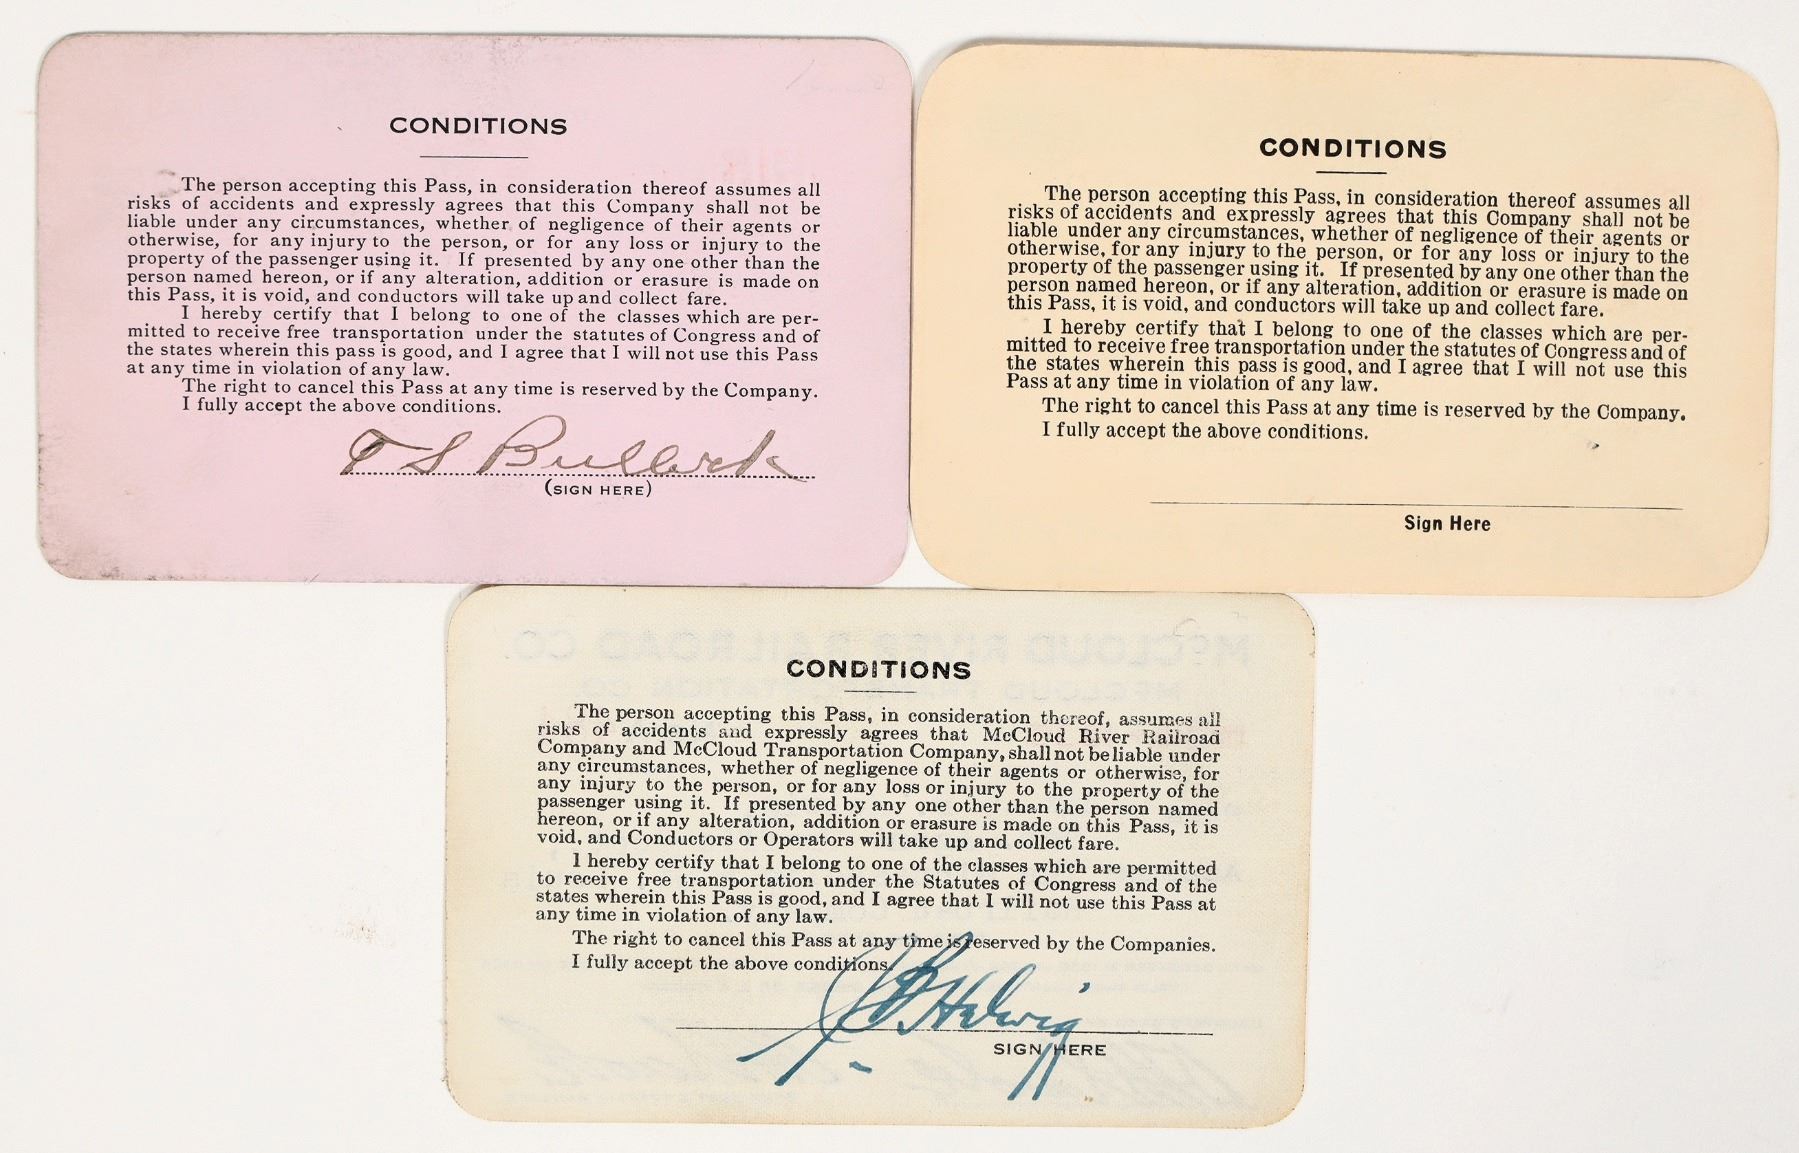 CONDITIONS
The person accepting this Pass, in consideration thereof assumes all
risks of accidents and expressly agrees that this Company shall not be
liable under any circumstances, whether of negligence of their agents or
otherwise, for any injury to the person, or for any loss or injury to the
property of the passenger using it. If presented by any one other than the
person named hereon, or if any alteration, addition or erasure is made on
this Pass, it is void, and conductors will take up and collect fare.
I hereby certify that I belong to one of the classes which are per-
mitted to receive free transportation under the statutes of Congress and of
the states wherein this pass is good, and I agree that I will not use this Pass
at any time in violation of any law.
The right to cancel this Pass at any time is reserved by the Company.
I fully accept the above conditions.
T S Bullock
(SIGN HERE)
CONDITIONS
The person accepting this Pass, in consideration thereof assumes all
risks of accidents and expressly agrees that this Company shall not be
liable under any circumstances, whether of negligence of their agents or
otherwise, for any injury to the person, or for any loss or injury to the
property of the passenger using it. If presented by any one other than the
person named hereon, or if any alteration, addition or erasure is made on
this Pass, it is void, and conductors will take up and collect fare.
I hereby certify that I belong to one of the classes which are per-
mitted to receive free transportation under the statutes of Congress and of
the states wherein this pass is good, and I agree that I will not use this
Pass at any time in violation of any law.
The right to cancel this Pass at any time is reserved by the Company.
I fully accept the above conditions.
Sign Here
McCLOUD RIVER RAILROAD CO.
CONDITIONS
The person accepting this Pass, in consideration thereof, assumes all
risks of accidents and expressly agrees that McCloud River Railroad
Company and McCloud Transportation Company, shall not be liable under
any circumstances, whether of negligence of their agents or otherwise, for
any injury to the person, or for any loss or injury to the property of the
passenger using it. If presented by any one other than the person named
hereon, or if any alteration, addition or erasure is made on this Pass, it is
void, and Conductors or Operators will take up and collect fare.
I hereby certify that I belong to one of the classes which are permitted
to receive free transportation under the Statutes of Congress and of the
states wherein this Pass is good, and I agree that I will not use this Pass at
any time in violation of any law.
The right to cancel this Pass at any time is reserved by the Companies.
I fully accept the above conditions.
Helwig
SIGN HERE